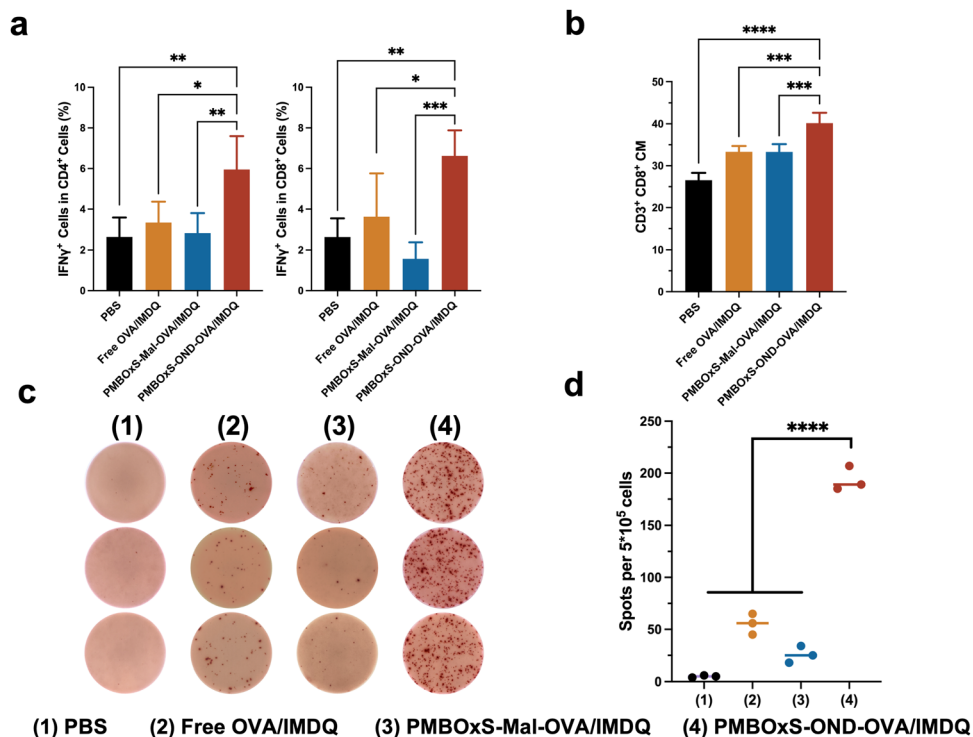 a
**
*
**
10
8
6
4
2
0
IFNγ+ Cells in CD4+ Cells (%)
PBS
Free OVA/IMDQ
PMBOxS-Mal-OVA/IMDQ
PMBOxS-OND-OVA/IMDQ
**
*
***
10
8
6
4
2
0
IFNγ+ Cells in CD8+ Cells (%)
PBS
Free OVA/IMDQ
PMBOxS-Mal-OVA/IMDQ
PMBOxS-OND-OVA/IMDQ
b
****
***
***
50
40
30
20
10
0
CD3+ CD8+ CM
PBS
Free OVA/IMDQ
PMBOxS-Mal-OVA/IMDQ
PMBOxS-OND-OVA/IMDQ
c
(1) (2) (3) (4)
d
****
250
200
150
100
50
0
Spots per 5*10⁵ cells
(1) (2) (3) (4)
(1) PBS (2) Free OVA/IMDQ (3) PMBOxS-Mal-OVA/IMDQ (4) PMBOxS-OND-OVA/IMDQ